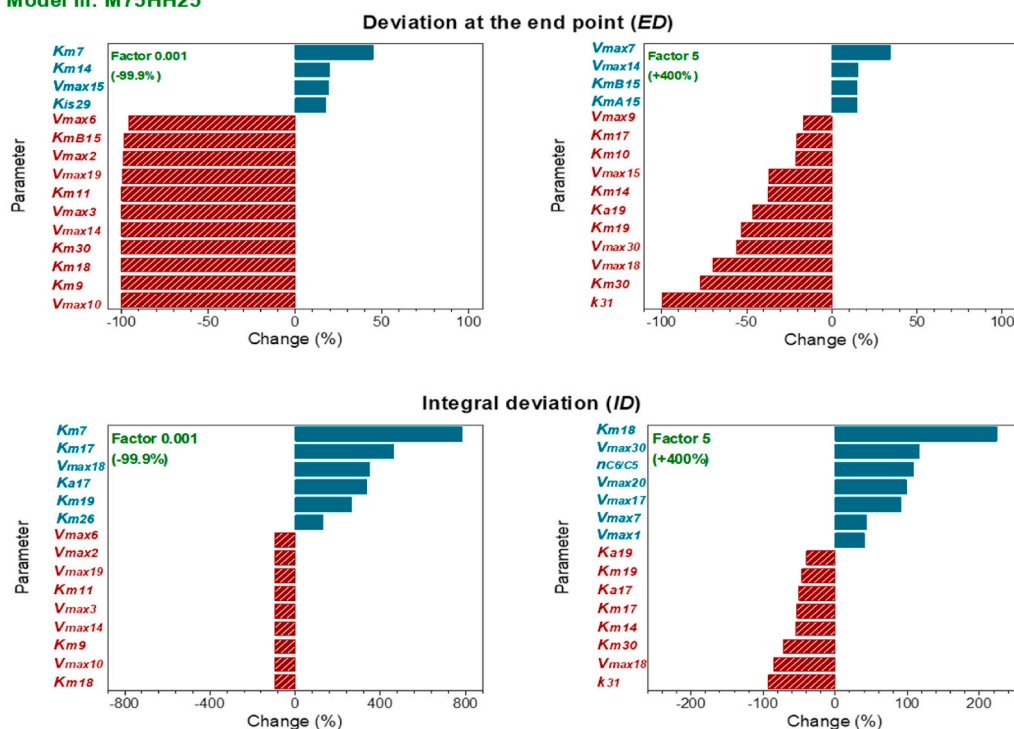 Model III: M75HH25
Deviation at the end point (ED)
Parameter
Km7
Km14
Vmax15
Kis29
Vmax6
KmB15
Vmax2
Vmax19
Km11
Vmax3
Vmax14
Km30
Km18
Km9
Vmax10
Factor 0.001
(-99.9%)
-100 -50 0 50 100
Change (%)
Parameter
Vmax7
Vmax14
KmB15
KmA15
Vmax9
Km17
Km10
Vmax15
Km14
Ka19
Km19
Vmax30
Vmax18
Km30
k31
Factor 5
(+400%)
-100 -50 0 50 100
Change (%)
Integral deviation (ID)
Parameter
Km7
Km17
Vmax18
Ka17
Km19
Km26
Vmax6
Vmax2
Vmax19
Km11
Vmax3
Vmax14
Km9
Vmax10
Km18
Factor 0.001
(-99.9%)
-800 -400 0 400 800
Change (%)
Parameter
Km18
Vmax30
nC6/C5
Vmax20
Vmax17
Vmax7
Vmax1
Ka19
Km19
Ka17
Km17
Km14
Km30
Vmax18
k31
Factor 5
(+400%)
-200 -100 0 100 200
Change (%)